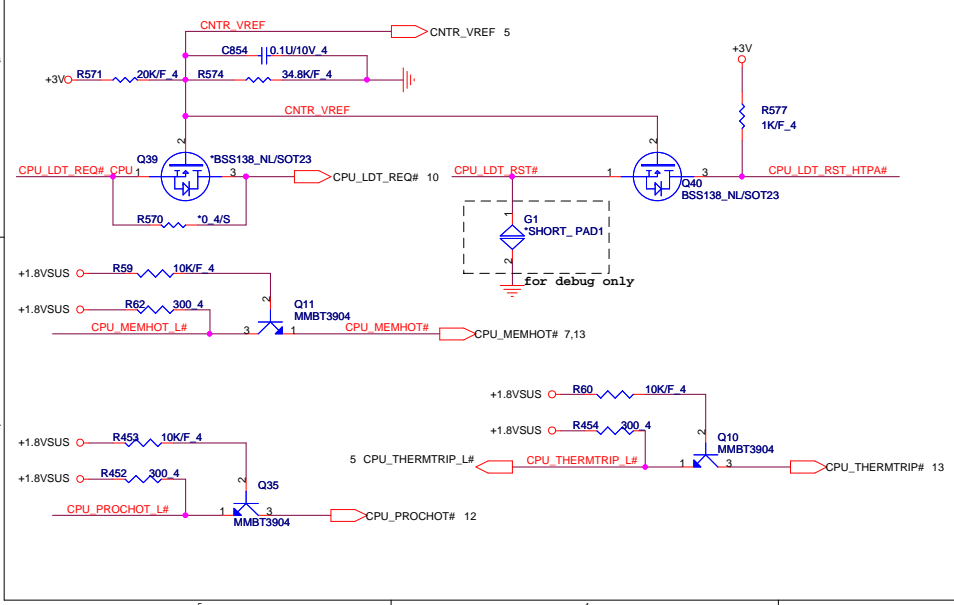 CNTR_VREF
CNTR_VREF 5
C854 0.1U/10V_4
+3V
R571 20K/F_4 R574 34.8K/F_4
+3V
CNTR_VREF
R577
1K/F_4
2
2
Q39 *BSS138_NL/SOT23
CPU_LDT_REQ#_CPU 1 3 CPU_LDT_REQ# 10
CPU_LDT_RST# 1 3 CPU_LDT_RST_HTPA#
Q40
BSS138_NL/SOT23
R570 *0_4/S
1
G1
*SHORT_ PAD1
2
for debug only
+1.8VSUS R59 10K/F_4
2
+1.8VSUS R62 300_4
Q11
MMBT3904
CPU_MEMHOT_L# 3 1 CPU_MEMHOT# CPU_MEMHOT# 7,13
+1.8VSUS R60 10K/F_4
+1.8VSUS R454 300_4
2
Q10
MMBT3904
5 CPU_THERMTRIP_L# CPU_THERMTRIP_L# 1 3 CPU_THERMTRIP# 13
+1.8VSUS R453 10K/F_4
+1.8VSUS R452 300_4
2
Q35
CPU_PROCHOT_L# 1 3 CPU_PROCHOT# 12
MMBT3904